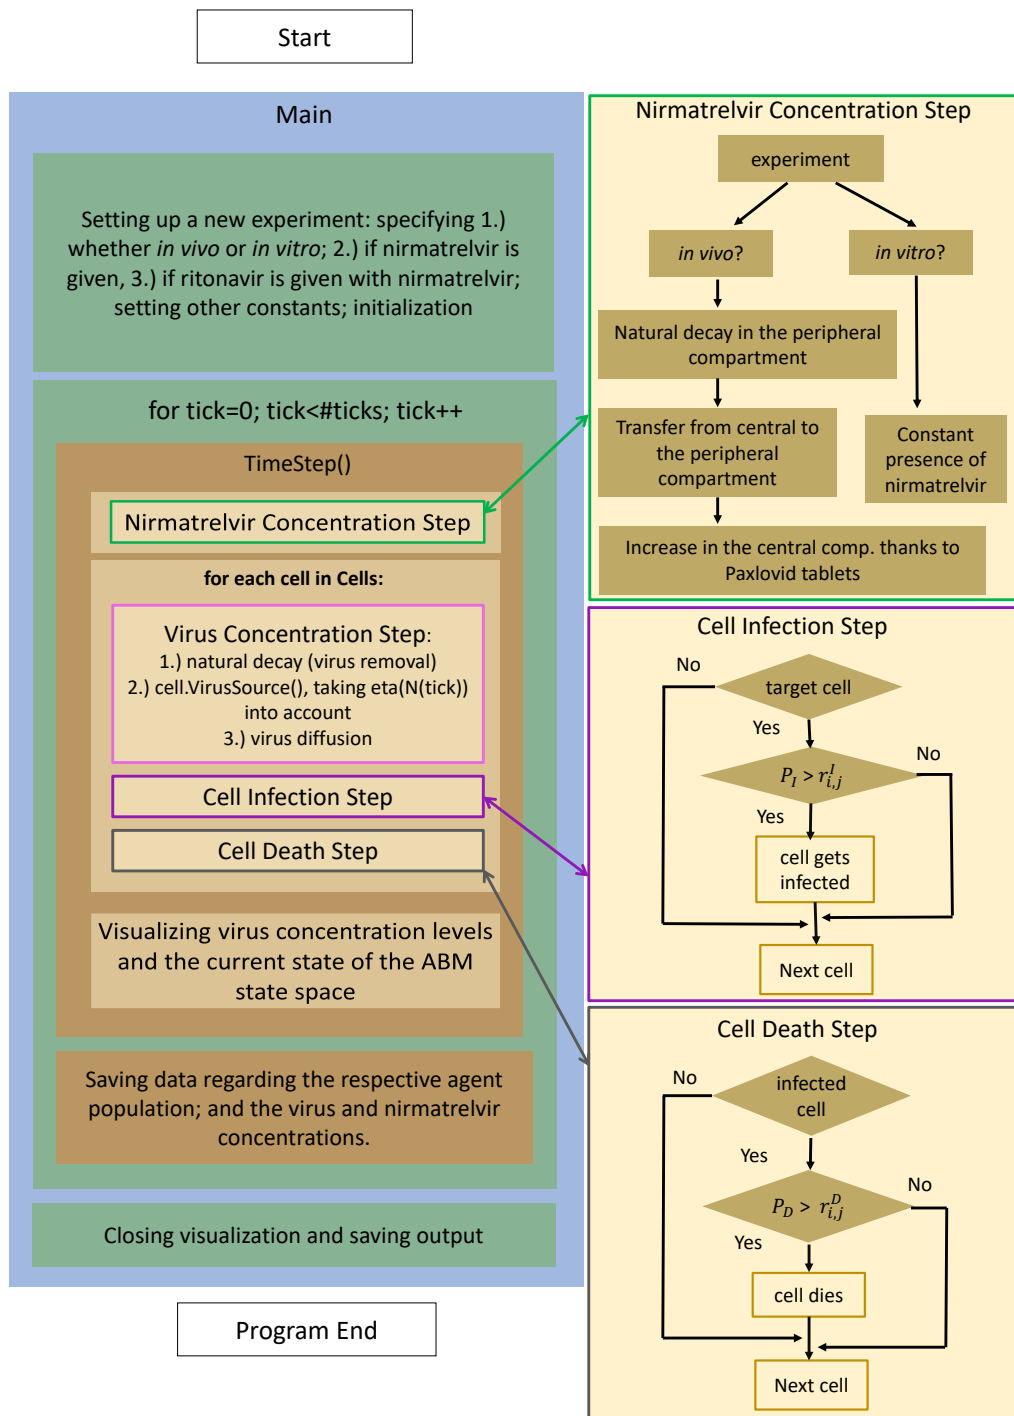 Start
Main
Setting up a new experiment: specifying 1.)
whether in vivo or in vitro; 2.) if nirmatrelvir is
given, 3.) if ritonavir is given with nirmatrelvir;
setting other constants; initialization
for tick=0; tick<#ticks; tick++
TimeStep()
Nirmatrelvir Concentration Step
for each cell in Cells:
Virus Concentration Step:
1.) natural decay (virus removal)
2.) cell.VirusSource(), taking eta(N(tick))
into account
3.) virus diffusion
Cell Infection Step
Cell Death Step
Visualizing virus concentration levels
and the current state of the ABM
state space
Saving data regarding the respective agent
population; and the virus and nirmatrelvir
concentrations.
Closing visualization and saving output
Program End
Nirmatrelvir Concentration Step
experiment
in vivo?
in vitro?
Natural decay in the peripheral
compartment
Transfer from central to
the peripheral
compartment
Constant
presence of
nirmatrelvir
Increase in the central comp. thanks to
Paxlovid tablets
Cell Infection Step
No
target cell
Yes
No
$P_I > r_{i,j}^I$
Yes
cell gets
infected
Next cell
Cell Death Step
No
infected
cell
Yes
No
$P_D > r_{i,j}^D$
Yes
cell dies
Next cell